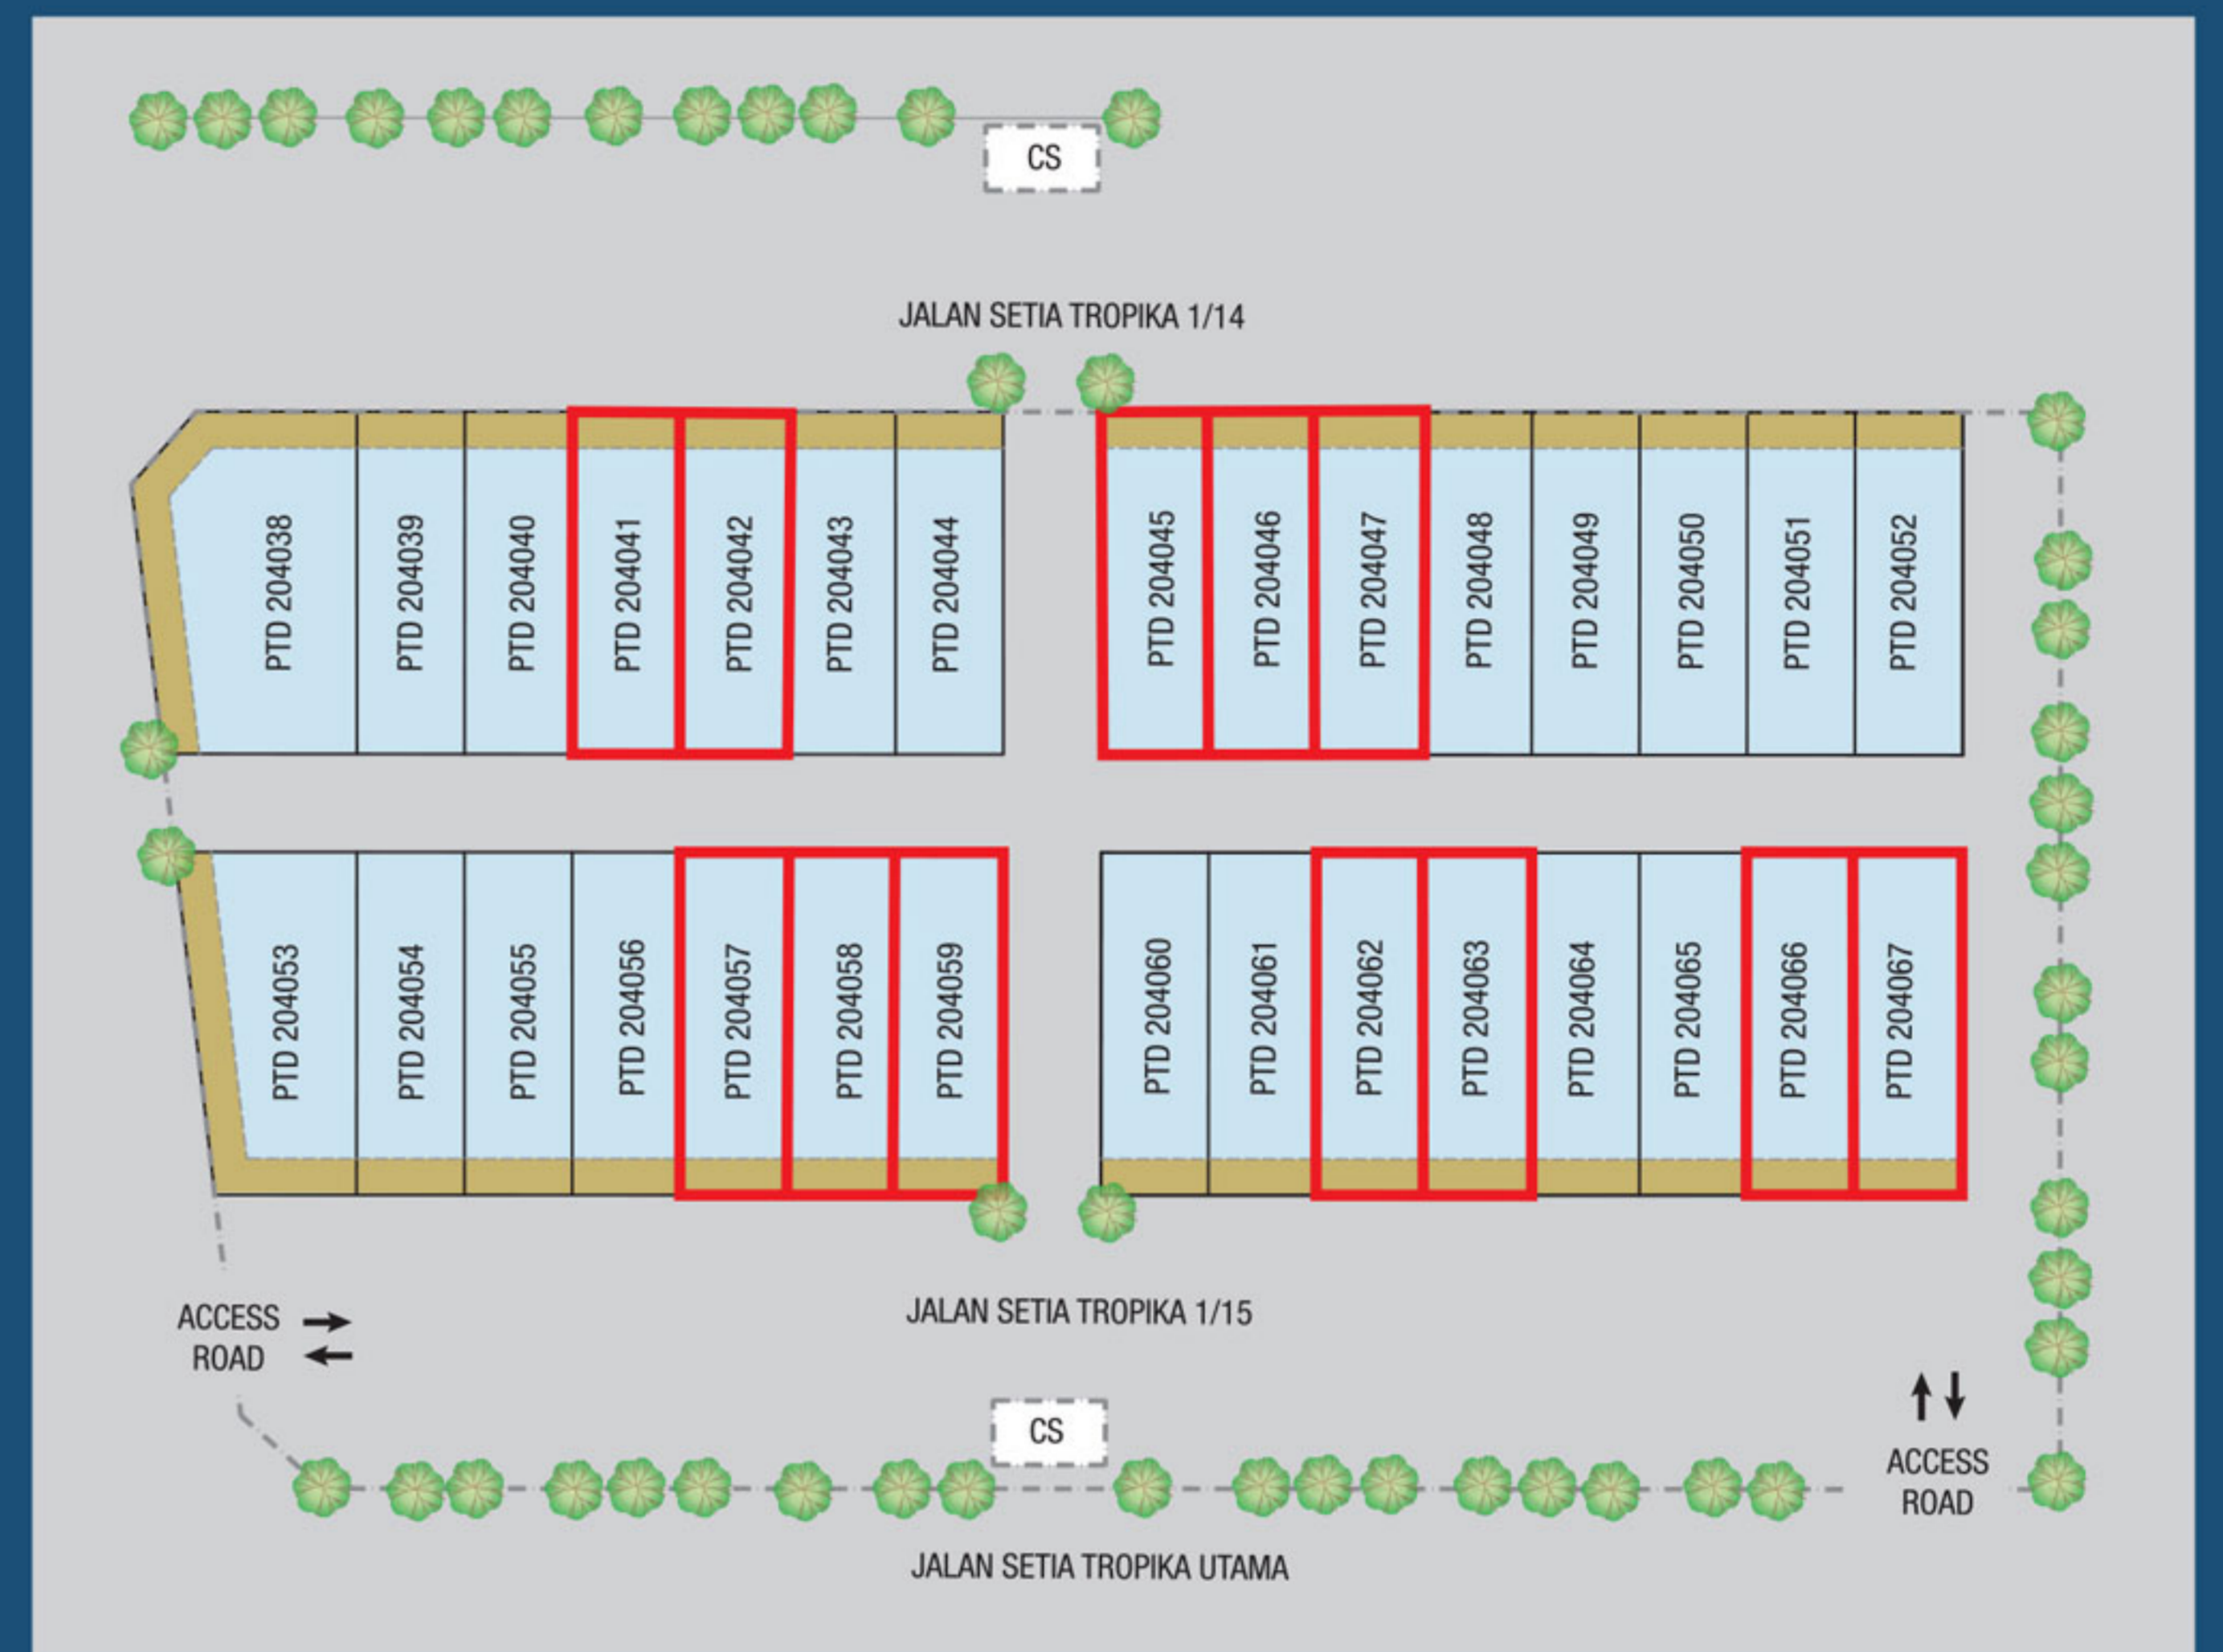 CS
JALAN SETIA TROPIKA 1/14
PTD 204038
PTD 204039
PTD 204040
PTD 204041
PTD 204042
PTD 204043
PTD 204044
PTD 204045
PTD 204046
PTD 204047
PTD 204048
PTD 204049
PTD 204050
PTD 204051
PTD 204052
PTD 204053
PTD 204054
PTD 204055
PTD 204056
PTD 204057
PTD 204058
PTD 204059
PTD 204060
PTD 204061
PTD 204062
PTD 204063
PTD 204064
PTD 204065
PTD 204066
PTD 204067
ACCESS
ROAD
JALAN SETIA TROPIKA 1/15
CS
ACCESS
ROAD
JALAN SETIA TROPIKA UTAMA